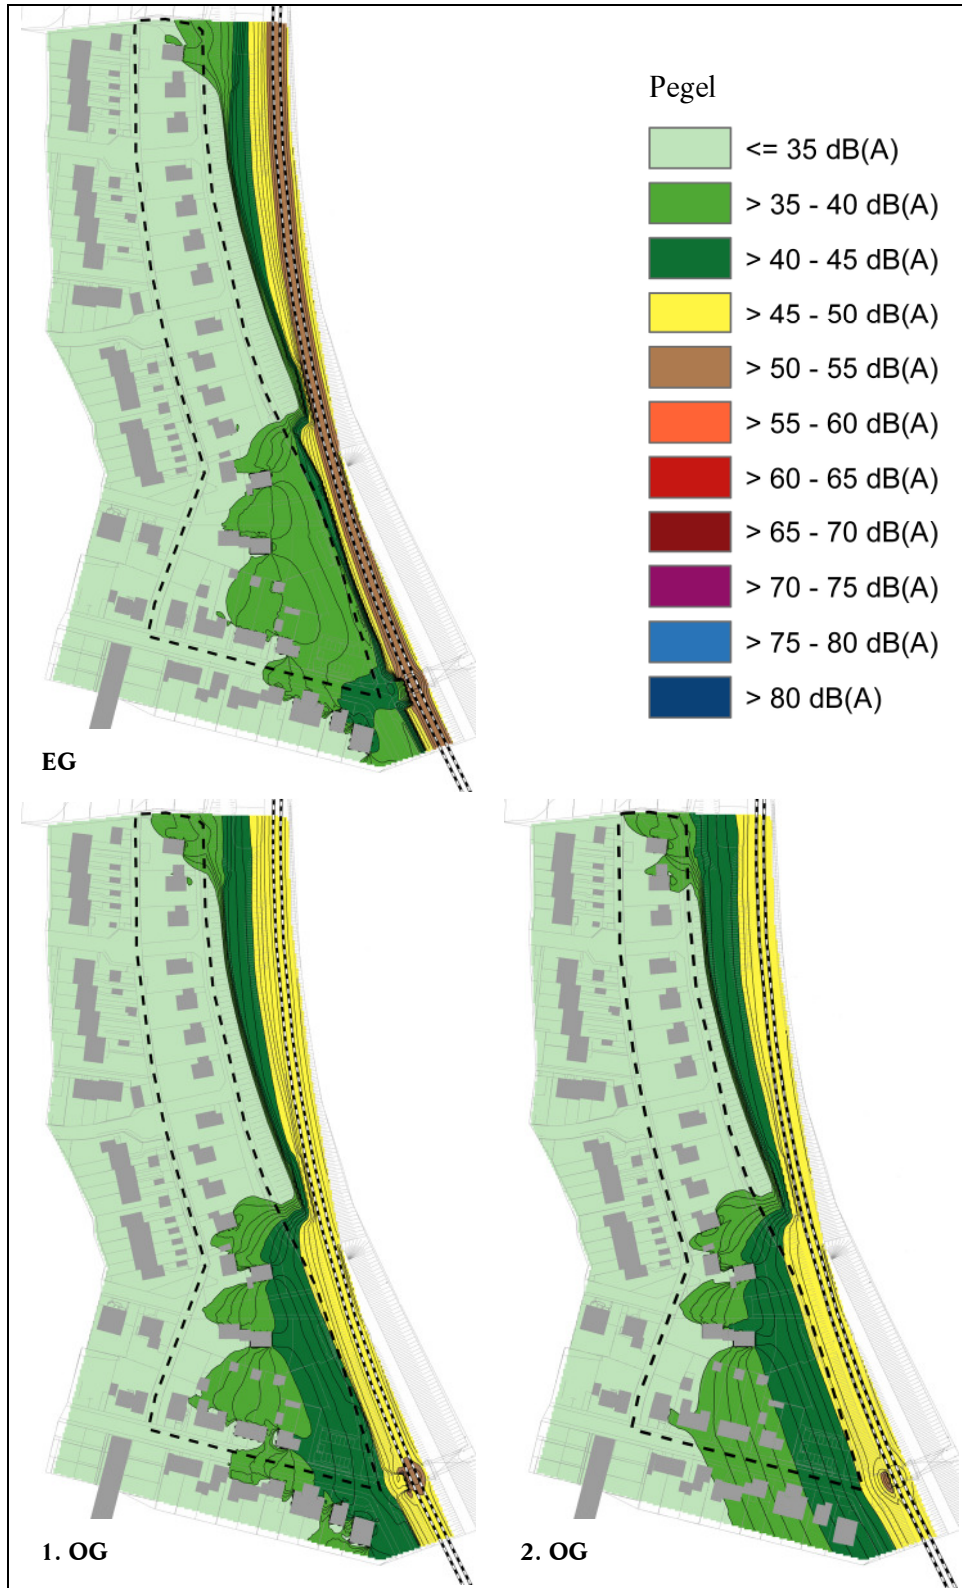 Pegel
<= 35 dB(A)
> 35 - 40 dB(A)
> 40 - 45 dB(A)
> 45 - 50 dB(A)
> 50 - 55 dB(A)
> 55 - 60 dB(A)
> 60 - 65 dB(A)
> 65 - 70 dB(A)
> 70 - 75 dB(A)
> 75 - 80 dB(A)
> 80 dB(A)
EG
1. OG
2. OG